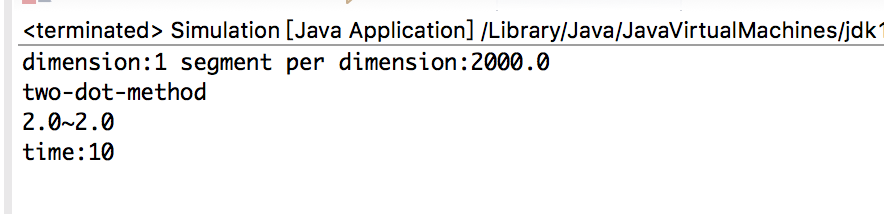 <terminated> Simulation [Java Application] /Library/Java/JavaVirtualMachines/jdk1
dimension:1 segment per dimension:2000.0
two-dot-method
2.0~2.0
time:10